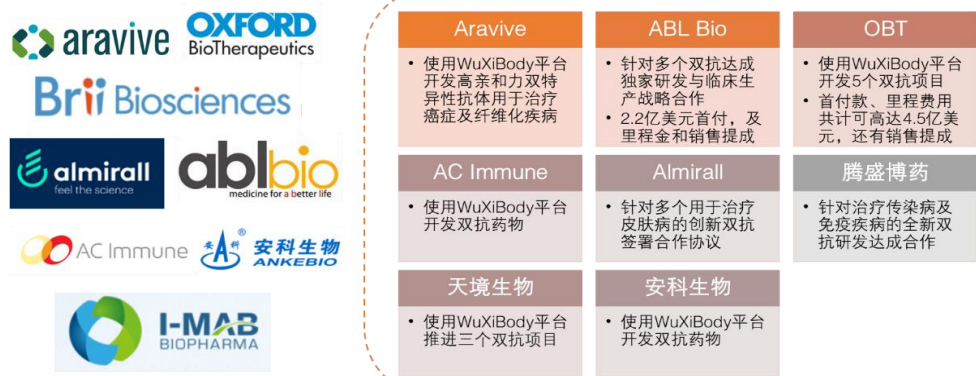 aravive
OXFORD
BioTherapeutics
Brii Biosciences
almirall
feel the science
ablbio
medicine for a better life
AC Immune
安科
安科生物
ANKEBIO
I-MAB
BIOPHARMA
Aravive
• 使用WuXiBody平台
开发高亲和力双特
异性抗体用于治疗
癌症及纤维化疾病
ABL Bio
• 针对多个双抗达成
独家研发与临床生
产战略合作
• 2.2亿美元首付，及
里程金和销售提成
OBT
• 使用WuXiBody平台
开发5个双抗项目
• 首付款、里程费用
共计可高达4.5亿美
元，还有销售提成
AC Immune
• 使用WuXiBody平台
开发双抗药物
Almirall
• 针对多个用于治疗
皮肤病的创新双抗
签署合作协议
腾盛博药
• 针对治疗传染病及
免疫疾病的全新双
抗研发达成合作
天境生物
• 使用WuXiBody平台
推进三个双抗项目
安科生物
• 使用WuXiBody平台
开发双抗药物